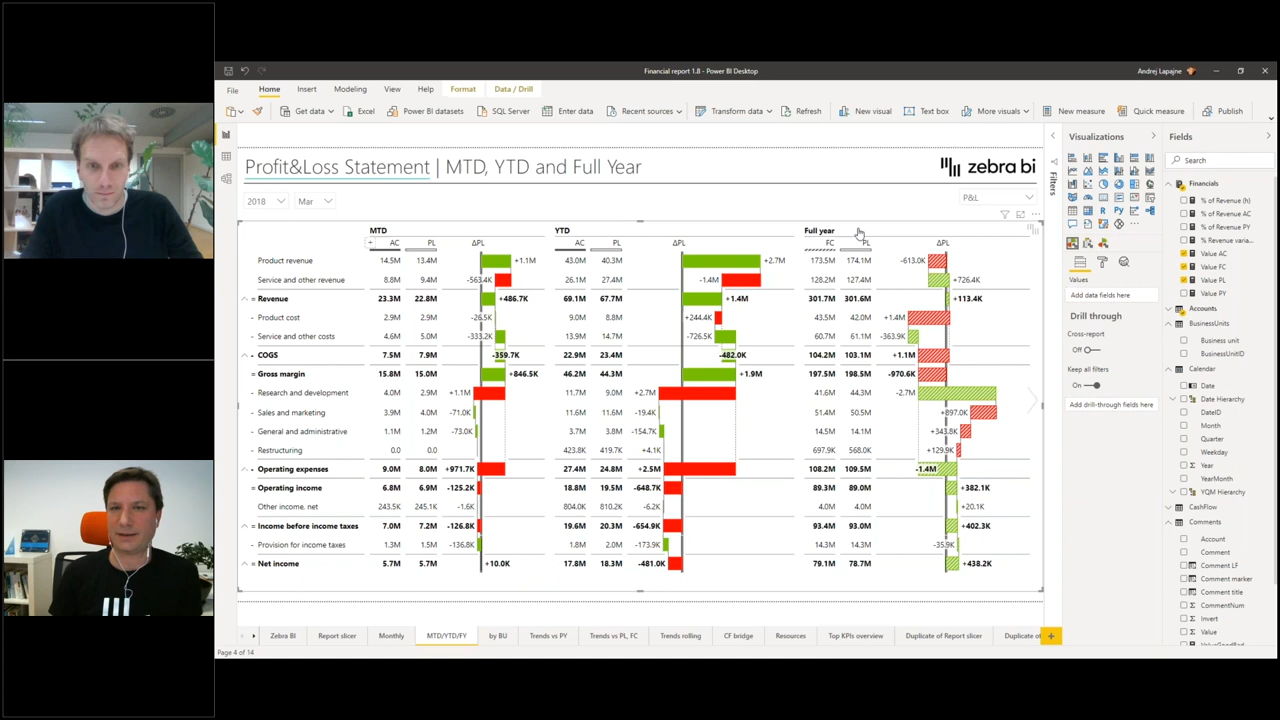 Financial report 1.8 - Power BI Desktop
Andrej Lapajne
File Home Insert Modeling View Help Format Data / Drill
Get data Excel Power BI datasets SQL Server Enter data Recent sources Transform data Refresh New visual Text box More visuals New measure Quick measure Publish
Profit&Loss Statement | MTD, YTD and Full Year
zebra bi
2018 Mar P&L
MTD YTD Full year
AC PL ΔPL AC PL ΔPL FC PL ΔPL
Product revenue 14.5M 13.4M +1.1M 43.0M 40.3M +2.7M 173.5M 174.1M -613.0K
Service and other revenue 8.8M 9.4M -563.4K 26.1M 27.4M -1.4M 128.2M 127.4M +726.4K
= Revenue 23.3M 22.8M +486.7K 69.1M 67.7M +1.4M 301.7M 301.6M +113.4K
- Product cost 2.9M 2.9M -26.5K 9.0M 8.8M +244.4K 43.5M 42.0M +1.4M
- Service and other costs 4.6M 5.0M -333.2K 13.9M 14.7M -726.5K 60.7M 61.1M -363.9K
- COGS 7.5M 7.9M -359.7K 22.9M 23.4M -482.0K 104.2M 103.1M +1.1M
= Gross margin 15.8M 15.0M +846.5K 46.2M 44.3M +1.9M 197.5M 198.5M -970.6K
- Research and development 4.0M 2.9M +1.1M 11.7M 9.0M +2.7M 41.6M 44.3M -2.7M
- Sales and marketing 3.9M 4.0M -71.0K 11.6M 11.6M -19.4K 51.4M 50.5M +897.0K
- General and administrative 1.1M 1.2M -73.0K 3.7M 3.8M -154.7K 14.5M 14.1M +343.8K
- Restructuring 0.0 0.0 423.8K 419.7K +4.1K 697.9K 568.0K +129.9K
- Operating expenses 9.0M 8.0M +971.7K 27.4M 24.8M +2.5M 108.2M 109.5M -1.4M
= Operating income 6.8M 6.9M -125.2K 18.8M 19.5M -648.7K 89.3M 89.0M +382.1K
Other income. net 243.5K 245.1K -1.6K 804.0K 810.2K -6.2K 4.0M 4.0M +20.1K
= Income before income taxes 7.0M 7.2M -126.8K 19.6M 20.3M -654.9K 93.4M 93.0M +402.3K
- Provision for income taxes 1.3M 1.5M -136.8K 1.8M 2.0M -173.9K 14.3M 14.3M -35.9K
= Net income 5.7M 5.7M +10.0K 17.8M 18.3M -481.0K 79.1M 78.7M +438.2K
Zebra BI Report slicer Monthly MTD/YTD/FY by BU Trends vs PY Trends vs PL, FC Trends rolling CF bridge Resources Top KPIs overview Duplicate of Report slicer Duplicate of
Page 4 of 14
Filters
Visualizations
Values
Add data fields here
Drill through
Cross-report
Off
Keep all filters
On
Add drill-through fields here
Fields
Search
Financials
% of Revenue (h)
% of Revenue AC
% of Revenue PY
% Revenue varia...
Value AC
Value FC
Value PL
Value PY
Accounts
BusinessUnits
Business unit
BusinessUnitID
Calendar
Date
Date Hierarchy
DateID
Month
Quarter
Weekday
Year
YearMonth
YQM Hierarchy
CashFlow
Comments
Account
Comment
Comment LF
Comment marker
Comment title
CommentNum
Invert
Value